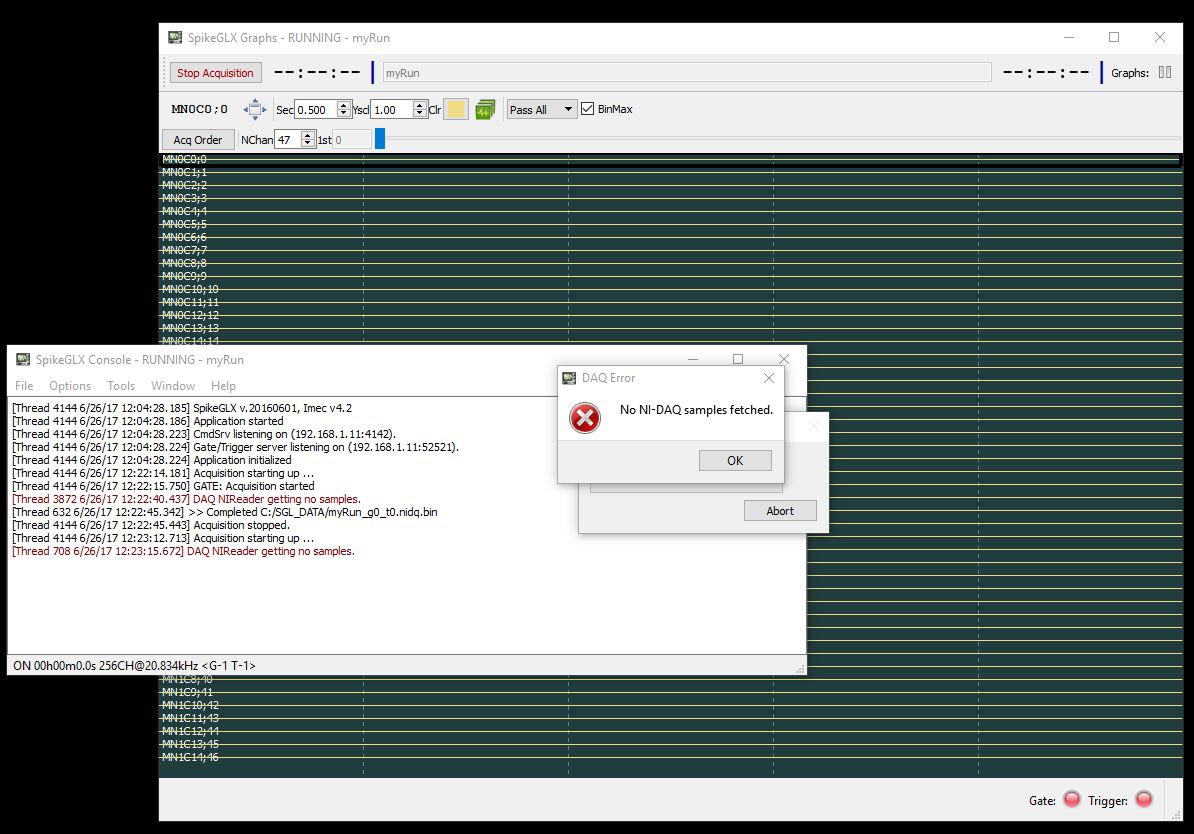 SpikeGLX Graphs - RUNNING - myRun
Stop Acquisition --:--:-- myRun --:--:-- Graphs:
MN0C0;0 Sec 0.500 Yscl 1.00 Clr Pass All BinMax
Acq Order NChan 47 1st 0
MN0C0;0
MN0C1;1
MN0C2;2
MN0C3;3
MN0C4;4
MN0C5;5
MN0C6;6
MN0C7;7
MN0C8;8
MN0C9;9
MN0C10;10
MN0C11;11
MN0C12;12
MN0C13;13
MN0C14;14
SpikeGLX Console - RUNNING - myRun
File Options Tools Window Help
[Thread 4144 6/26/17 12:04:28.185] SpikeGLX v.20160601, Imec v4.2
[Thread 4144 6/26/17 12:04:28.186] Application started
[Thread 4144 6/26/17 12:04:28.223] CmdSrv listening on (192.168.1.11:4142).
[Thread 4144 6/26/17 12:04:28.224] Gate/Trigger server listening on (192.168.1.11:52521).
[Thread 4144 6/26/17 12:04:28.224] Application initialized
[Thread 4144 6/26/17 12:22:14.181] Acquisition starting up ...
[Thread 4144 6/26/17 12:22:15.750] GATE: Acquisition started
[Thread 3872 6/26/17 12:22:40.437] DAQ NIReader getting no samples.
[Thread 632 6/26/17 12:22:45.342] >> Completed C:/SGL_DATA/myRun_g0_t0.nidq.bin
[Thread 4144 6/26/17 12:22:45.443] Acquisition stopped.
[Thread 4144 6/26/17 12:23:12.713] Acquisition starting up ...
[Thread 708 6/26/17 12:23:15.672] DAQ NIReader getting no samples.
ON 00h00m0.0s 256CH@20.834kHz <G-1 T-1>
DAQ Error
No NI-DAQ samples fetched.
OK
Abort
MN1C8;40
MN1C9;41
MN1C10;42
MN1C11;43
MN1C12;44
MN1C13;45
MN1C14;46
Gate: Trigger: